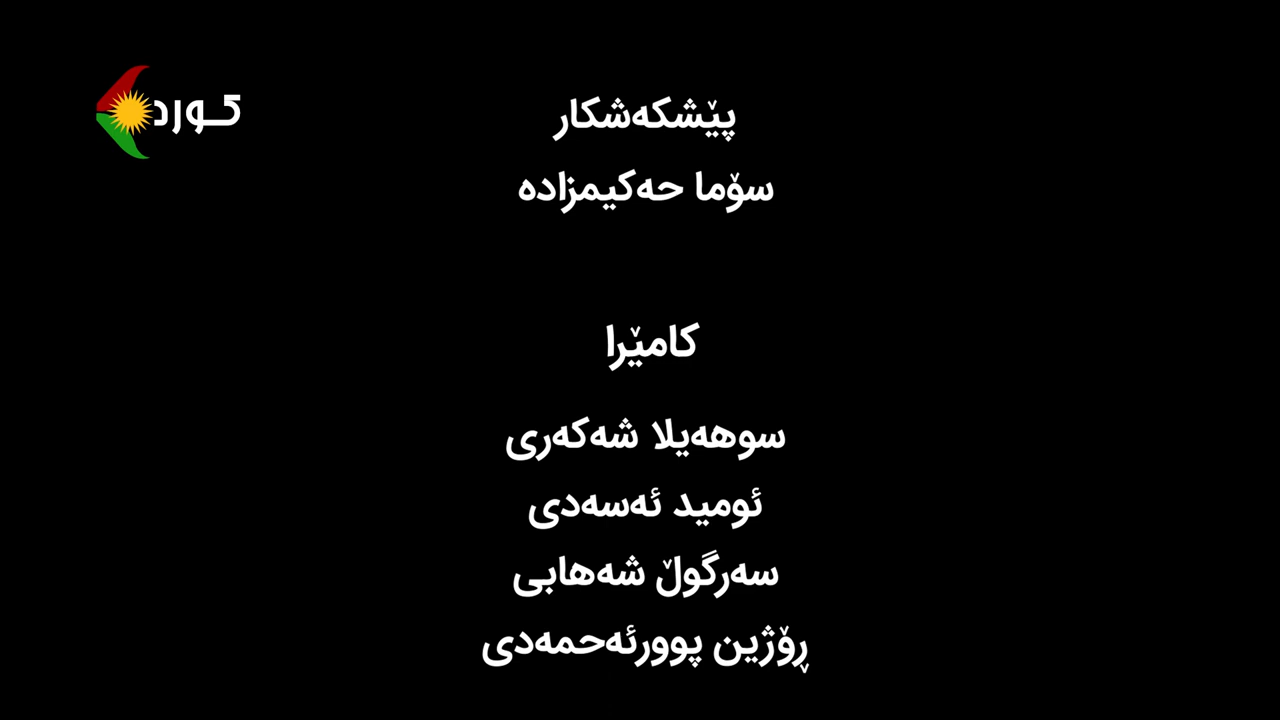 کورد
پێشکەشکار
سۆما حەکیمزادە
کامێرا
سوهەیلا شەکەری
ئومید ئەسەدی
سەرگوڵ شەهابی
ڕۆژین پوورئەحمەدی